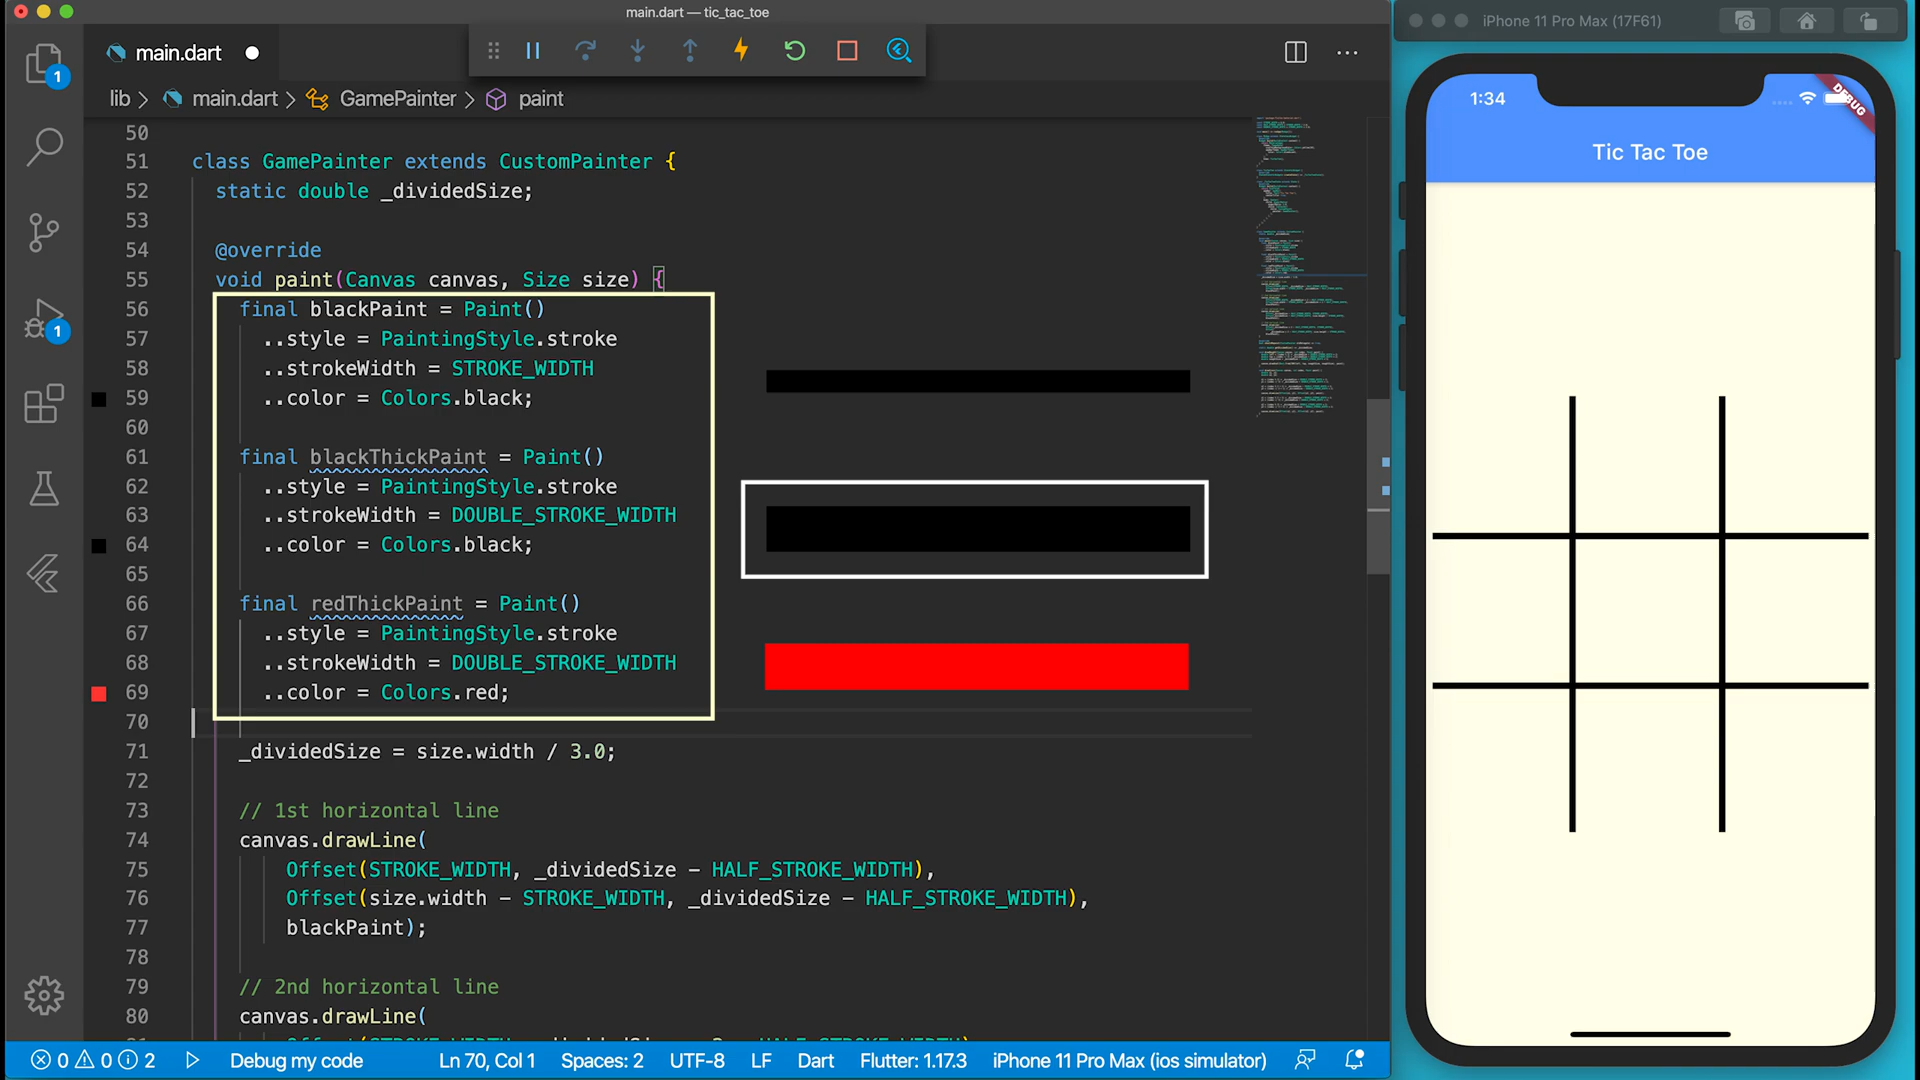 main.dart — tic_tac_toe
iPhone 11 Pro Max (17F61)
main.dart
1
lib > main.dart > GamePainter > paint
50
51 class GamePainter extends CustomPainter {
52 static double _dividedSize;
53
54 @override
55 void paint(Canvas canvas, Size size) {
56 final blackPaint = Paint()
57 ..style = PaintingStyle.stroke
58 ..strokeWidth = STROKE_WIDTH
59 ..color = Colors.black;
60
61 final blackThickPaint = Paint()
62 ..style = PaintingStyle.stroke
63 ..strokeWidth = DOUBLE_STROKE_WIDTH
64 ..color = Colors.black;
65
66 final redThickPaint = Paint()
67 ..style = PaintingStyle.stroke
68 ..strokeWidth = DOUBLE_STROKE_WIDTH
69 ..color = Colors.red;
70
71 _dividedSize = size.width / 3.0;
72
73 // 1st horizontal line
74 canvas.drawLine(
75 Offset(STROKE_WIDTH, _dividedSize - HALF_STROKE_WIDTH),
76 Offset(size.width - STROKE_WIDTH, _dividedSize - HALF_STROKE_WIDTH),
77 blackPaint);
78
79 // 2nd horizontal line
80 canvas.drawLine(
1
0 0 2 Debug my code Ln 70, Col 1 Spaces: 2 UTF-8 LF Dart Flutter: 1.17.3 iPhone 11 Pro Max (ios simulator)
1:34
DEBUG
Tic Tac Toe